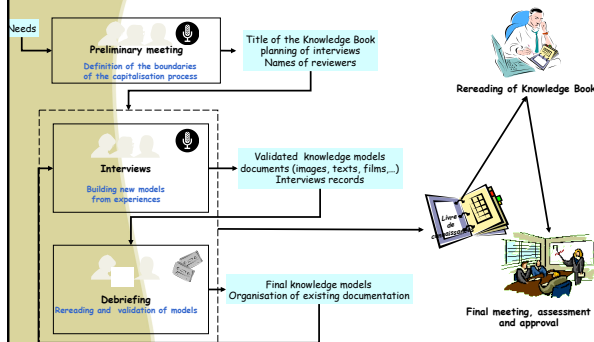 Needs
Preliminary meeting
Definition of the boundaries
of the capitalisation process
Title of the Knowledge Book
planning of interviews
Names of reviewers
Rereading of Knowledge Book
Interviews
Building new models
from experiences
Validated knowledge models
documents (images, texts, films,..)
Interviews records
Livre
de
Debriefing
Rereading and validation of models
Final knowledge models
Organisation of existing documentation
Final meeting, assessment
and approval